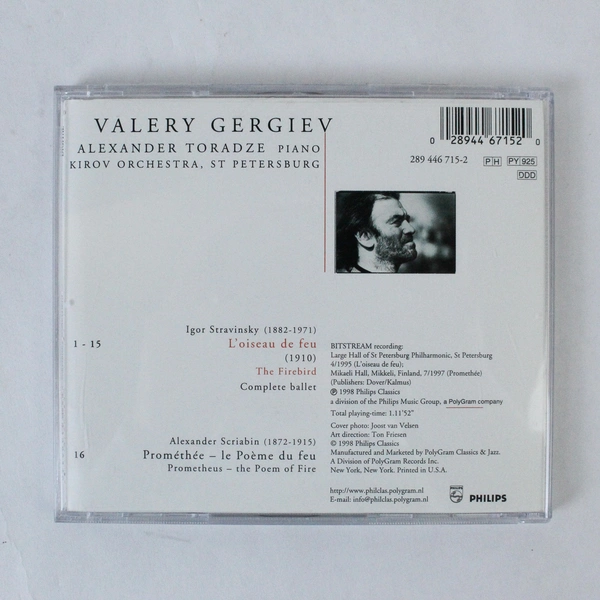 VALERY GERGIEV
ALEXANDER TORADZE PIANO
KIROV ORCHESTRA, ST PETERSBURG
0 28944 67152 0
289 446 715-2 PH PY 925
DDD
Igor Stravinsky (1882-1971)
1 - 15 L'oiseau de feu
(1910)
The Firebird
Complete ballet
Alexander Scriabin (1872-1915)
16 Prométhée – le Poème du feu
Prometheus – the Poem of Fire
BITSTREAM recording:
Large Hall of St Petersburg Philharmonic, St Petersburg
4/1995 (L'oiseau de feu);
Mikaeli Hall, Mikkeli, Finland, 7/1997 (Promethée)
(Publishers: Dover/Kalmus)
℗ 1998 Philips Classics
a division of the Philips Music Group, a PolyGram company
Total playing-time: 1.11'52"
Cover photo: Joost van Velsen
Art direction: Ton Friesen
© 1998 Philips Classics
Manufactured and Marketed by PolyGram Classics & Jazz.
A Division of PolyGram Records Inc.
New York, New York. Printed in U.S.A.
http://www.philclas.polygram.nl
E-mail: info@philclas.polygram.nl
PHILIPS